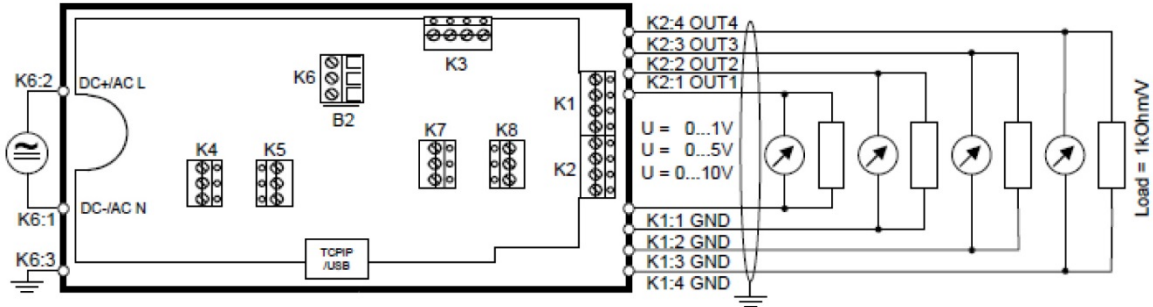 K2:4 OUT4
K2:3 OUT3
K2:2 OUT2
K2:1 OUT1
K3
K6
B2
K6:2
DC+/AC L
K1
K7
K8
K2
K4
K5
U = 0...1V
U = 0...5V
U = 0...10V
Load = 1kOhm/V
K6:1
DC-/AC N
K1:1 GND
K1:2 GND
K1:3 GND
K1:4 GND
K6:3
TCPIP
/USB